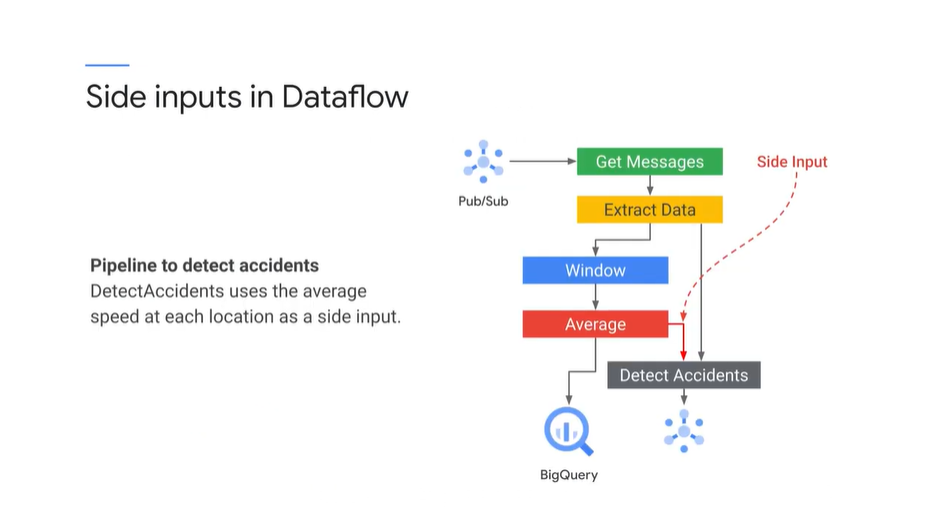 Side inputs in Dataflow
Pub/Sub
Get Messages
Side Input
Extract Data
Pipeline to detect accidents
DetectAccidents uses the average
speed at each location as a side input.
Window
Average
Detect Accidents
BigQuery